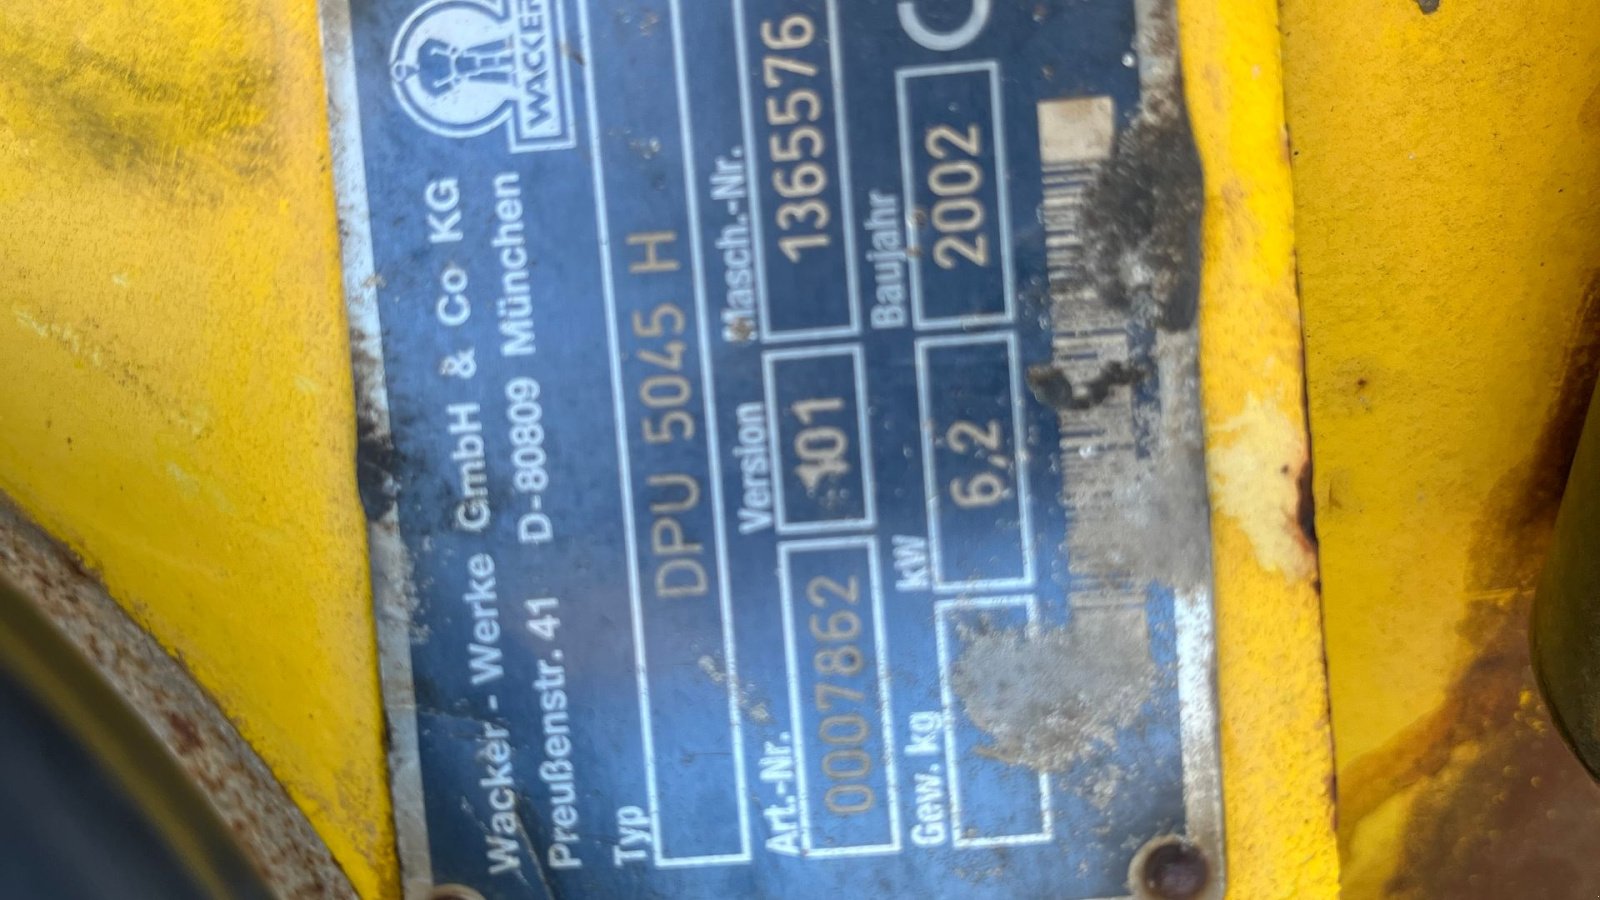 WACKER
Wacker - Werke GmbH & Co KG
Preußenstr. 41 D-80809 München
Typ
DPU 5045 H
Art.-Nr. Version Masch.-Nr.
0007862 101 1365576
Gew. kg kW Baujahr
6,2 2002